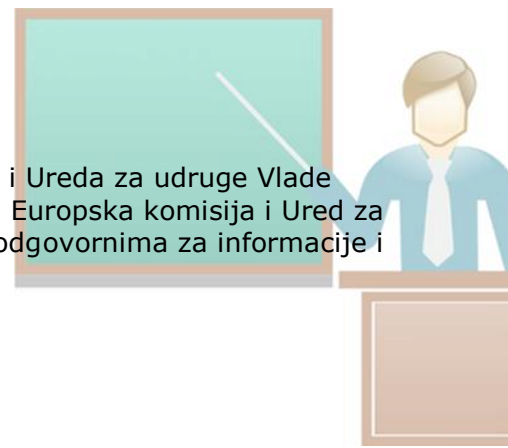 i Ureda za udruge Vlade
Europska komisija i Ured za
odgovornima za informacije i